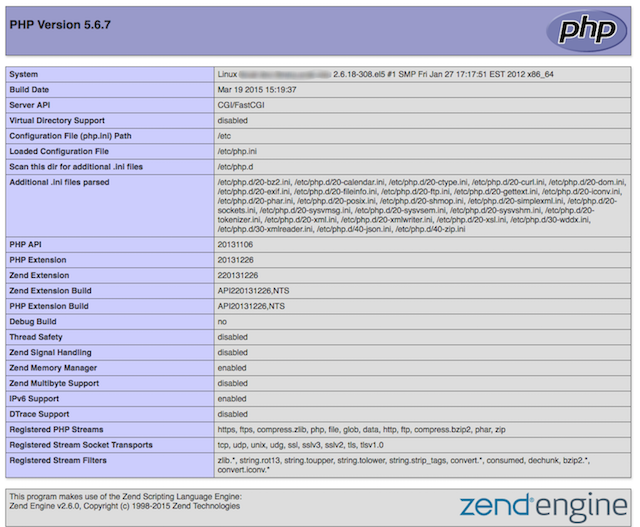 PHP Version 5.6.7
php
System Linux 2.6.18-308.el5 #1 SMP Fri Jan 27 17:17:51 EST 2012 x86_64
Build Date Mar 19 2015 15:19:37
Server API CGI/FastCGI
Virtual Directory Support disabled
Configuration File (php.ini) Path /etc
Loaded Configuration File /etc/php.ini
Scan this dir for additional .ini files /etc/php.d
Additional .ini files parsed /etc/php.d/20-bz2.ini, /etc/php.d/20-calendar.ini, /etc/php.d/20-ctype.ini, /etc/php.d/20-curl.ini, /etc/php.d/20-dom.ini,
/etc/php.d/20-exif.ini, /etc/php.d/20-fileinfo.ini, /etc/php.d/20-ftp.ini, /etc/php.d/20-gettext.ini, /etc/php.d/20-iconv.ini,
/etc/php.d/20-phar.ini, /etc/php.d/20-posix.ini, /etc/php.d/20-shmop.ini, /etc/php.d/20-simplexml.ini, /etc/php.d/20-
sockets.ini, /etc/php.d/20-sysvmsg.ini, /etc/php.d/20-sysvsem.ini, /etc/php.d/20-sysvshm.ini, /etc/php.d/20-
tokenizer.ini, /etc/php.d/20-xml.ini, /etc/php.d/20-xmlwriter.ini, /etc/php.d/20-xsl.ini, /etc/php.d/30-wddx.ini,
/etc/php.d/30-xmlreader.ini, /etc/php.d/40-json.ini, /etc/php.d/40-zip.ini
PHP API 20131106
PHP Extension 20131226
Zend Extension 220131226
Zend Extension Build API220131226,NTS
PHP Extension Build API20131226,NTS
Debug Build no
Thread Safety disabled
Zend Signal Handling disabled
Zend Memory Manager enabled
Zend Multibyte Support disabled
IPv6 Support enabled
DTrace Support disabled
Registered PHP Streams https, ftps, compress.zlib, php, file, glob, data, http, ftp, compress.bzip2, phar, zip
Registered Stream Socket Transports tcp, udp, unix, udg, ssl, sslv3, sslv2, tls, tlsv1.0
Registered Stream Filters zlib.*, string.rot13, string.toupper, string.tolower, string.strip_tags, convert.*, consumed, dechunk, bzip2.*,
convert.iconv.*
This program makes use of the Zend Scripting Language Engine:
Zend Engine v2.6.0, Copyright (c) 1998-2015 Zend Technologies
zend engine